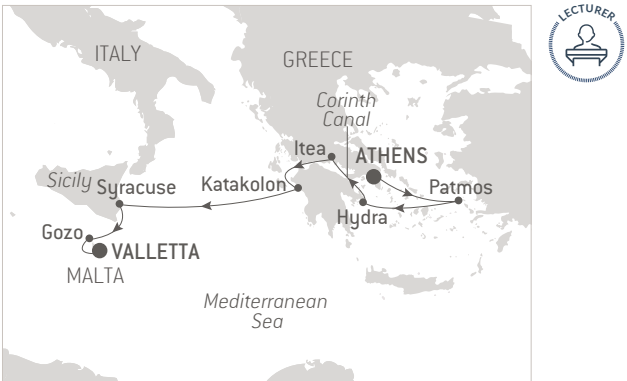 LECTURER
ITALY
GREECE
Corinth
Canal
Itea
ATHENS
Sicily
Syracuse
Katakolon
Patmos
Hydra
Gozo
VALLETTA
MALTA
Mediterranean
Sea